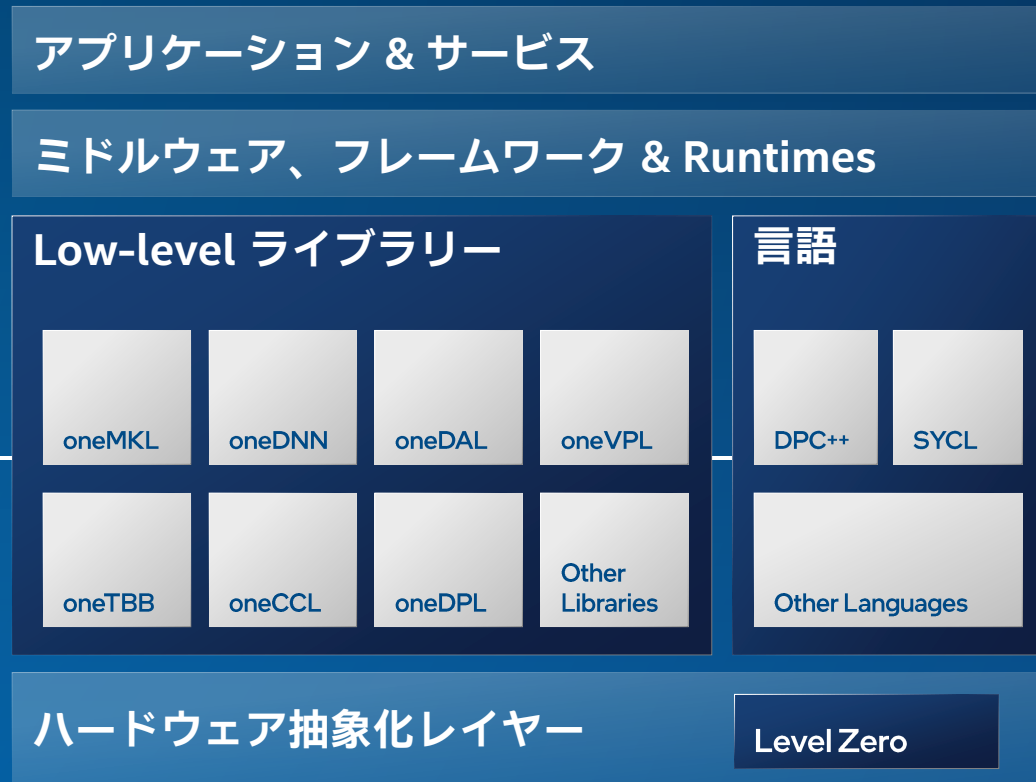 アプリケーション & サービス
ミドルウェア、フレームワーク & Runtimes
Low-level ライブラリー
oneMKL
oneDNN
oneDAL
oneVPL
oneTBB
oneCCL
oneDPL
Other
Libraries
言語
DPC++
SYCL
Other Languages
ハードウェア抽象化レイヤー
Level Zero